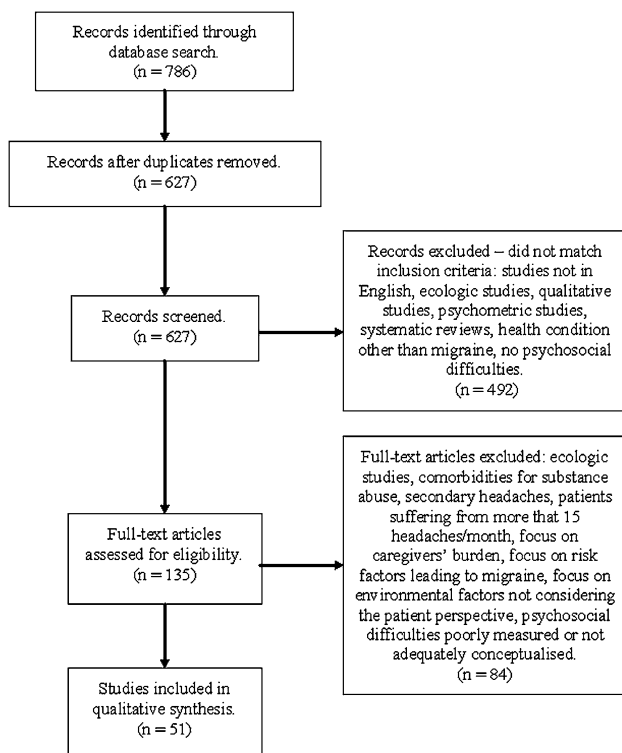 Records identified through
database search.
(n = 786)
Records after duplicates removed.
(n = 627)
Records screened.
(n = 627)
Records excluded – did not match
inclusion criteria: studies not in
English, ecologic studies, qualitative
studies, psychometric studies,
systematic reviews, health condition
other than migraine, no psychosocial
difficulties.
(n = 492)
Full-text articles
assessed for eligibility.
(n = 135)
Full-text articles excluded: ecologic
studies, comorbidities for substance
abuse, secondary headaches, patients
suffering from more that 15
headaches/month, focus on
caregivers’ burden, focus on risk
factors leading to migraine, focus on
environmental factors not considering
the patient perspective, psychosocial
difficulties poorly measured or not
adequately conceptualised.
(n = 84)
Studies included in
qualitative synthesis.
(n = 51)